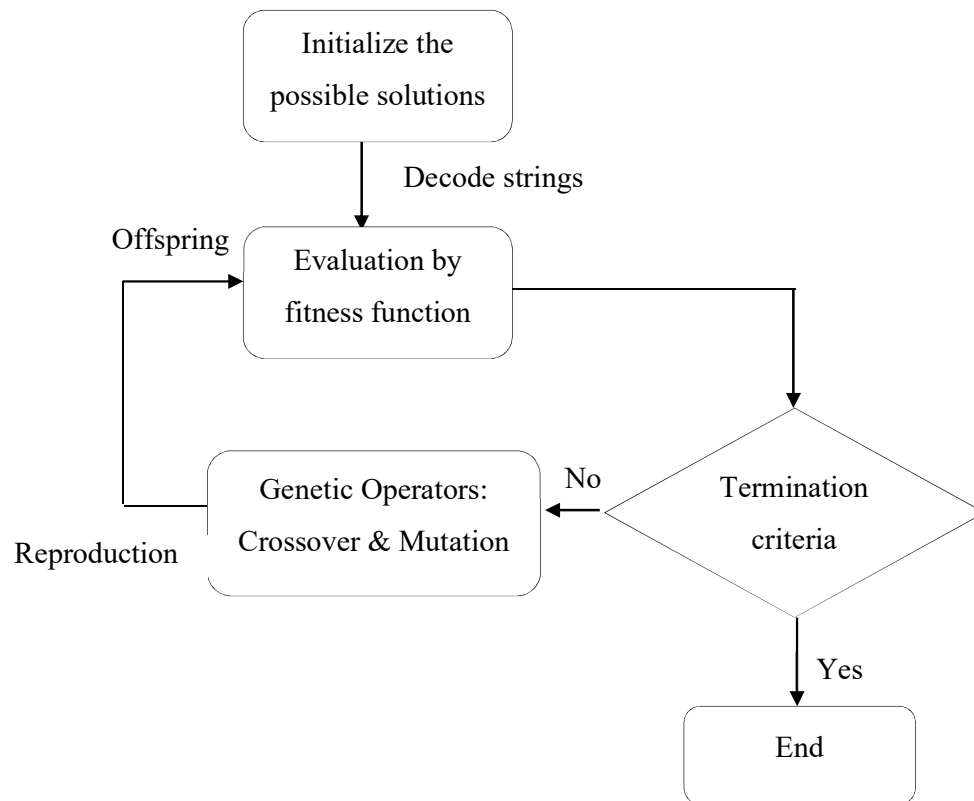 Initialize the
possible solutions
Decode strings
Offspring
Evaluation by
fitness function
No
Genetic Operators:
Crossover & Mutation
Termination
criteria
Reproduction
Yes
End